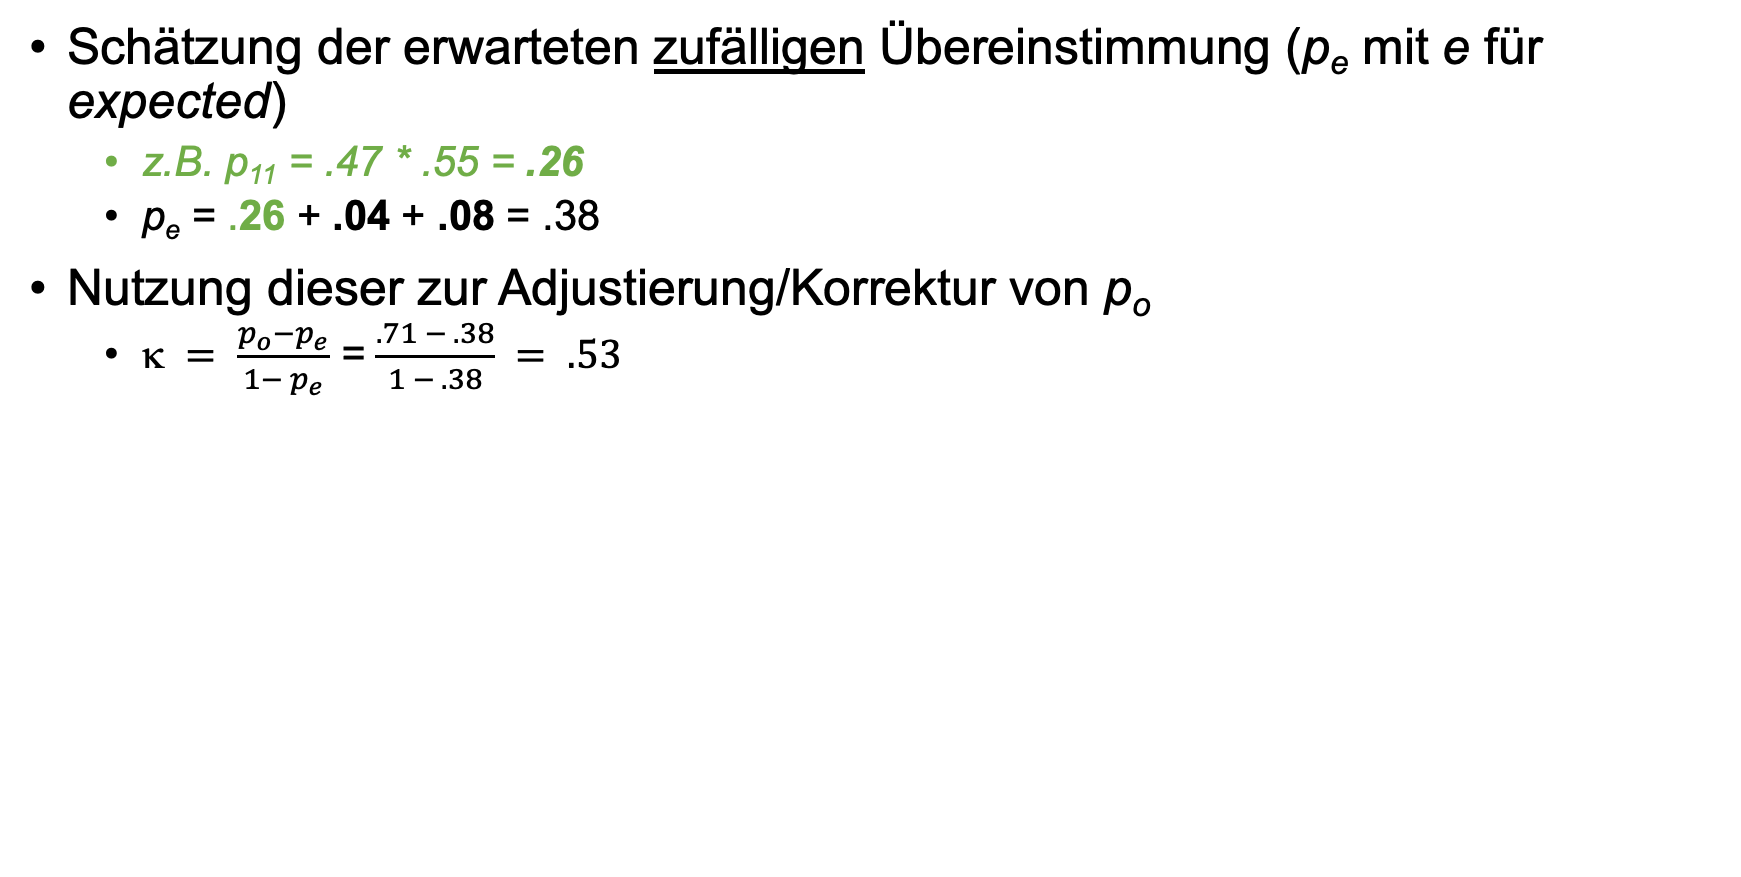 • Schätzung der erwarteten zufälligen Übereinstimmung (pₑ mit e für
expected)
• z.B. p₁₁ = .47 * .55 = .26
• pₑ = .26 + .04 + .08 = .38
• Nutzung dieser zur Adjustierung/Korrektur von pₒ
• κ = (pₒ−pₑ)/(1− pₑ) = (.71 − .38)/(1 − .38) = .53